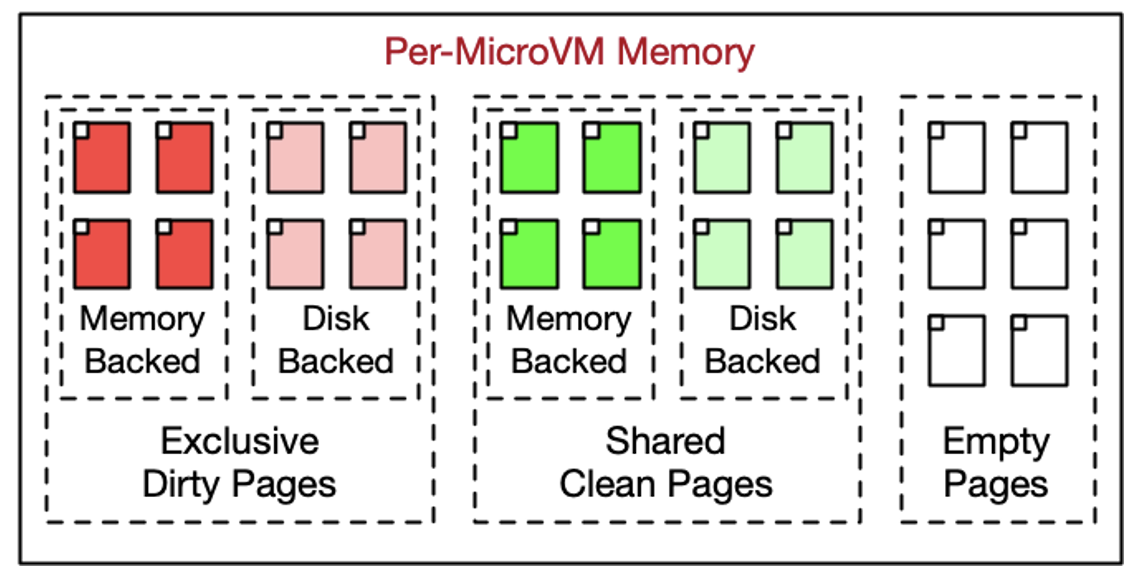 Per-MicroVM Memory
Memory
Backed
Disk
Backed
Exclusive
Dirty Pages
Memory
Backed
Disk
Backed
Shared
Clean Pages
Empty
Pages